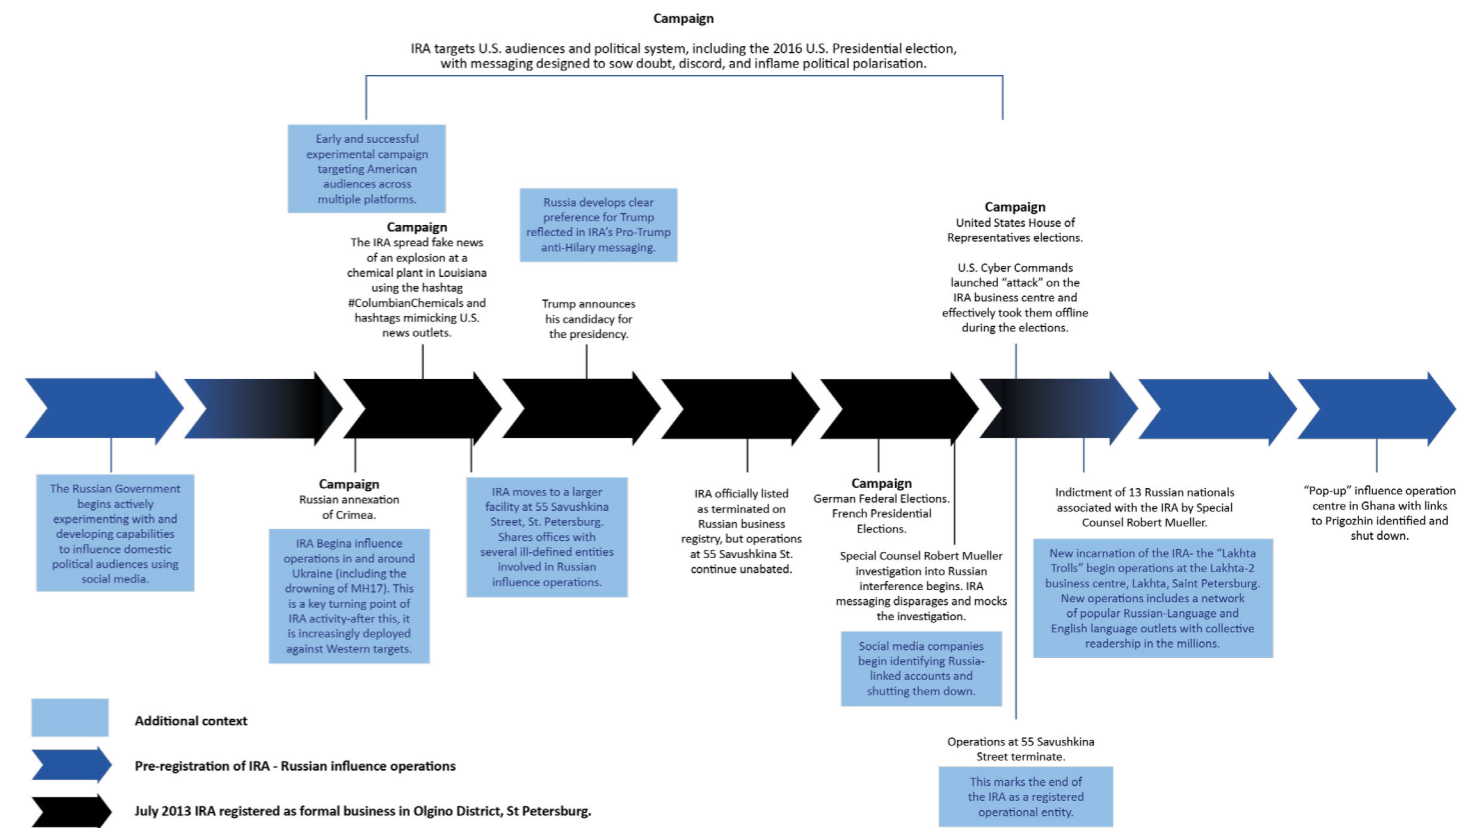 Campaign
IRA targets U.S. audiences and political system, including the 2016 U.S. Presidential election,
with messaging designed to sow doubt, discord, and inflame political polarisation.
Early and successful
experimental campaign
targeting American
audiences across
multiple platforms.
Campaign
The IRA spread fake news
of an explosion at a
chemical plant in Louisiana
using the hashtag
#ColumbianChemicals and
hashtags mimicking U.S.
news outlets.
Russia develops clear
preference for Trump
reflected in IRA's Pro-Trump
anti-Hilary messaging.
Trump announces
his candidacy for
the presidency.
Campaign
United States House of
Representatives elections.
U.S. Cyber Commands
launched “attack” on the
IRA business centre and
effectively took them offline
during the elections.
The Russian Government
begins actively
experimenting with and
developing capabilities
to influence domestic
political audiences using
social media.
Campaign
Russian annexation
of Crimea.
IRA Begina influence
operations in and around
Ukraine (including the
drowning of MH17). This
is a key turning point of
IRA activity-after this, it
is increasingly deployed
against Western targets.
IRA moves to a larger
facility at 55 Savushkina
Street, St. Petersburg.
Shares offices with
several ill-defined entities
involved in Russian
influence operations.
IRA officially listed
as terminated on
Russian business
registry, but operations
at 55 Savushkina St.
continue unabated.
Campaign
German Federal Elections.
French Presidential
Elections.
Special Counsel Robert Mueller
investigation into Russian
interference begins. IRA
messaging disparages and mocks
the investigation.
Social media companies
begin identifying Russia-
linked accounts and
shutting them down.
Operations at 55 Savushkina
Street terminate.
This marks the end of
the IRA as a registered
operational entity.
Indictment of 13 Russian nationals
associated with the IRA by Special
Counsel Robert Mueller.
New incarnation of the IRA- the “Lakhta
Trolls” begin operations at the Lakhta-2
business centre, Lakhta, Saint Petersburg.
New operations includes a network
of popular Russian-Language and
English language outlets with collective
readership in the millions.
“Pop-up” influence operation
centre in Ghana with links
to Prigozhin identified and
shut down.
Additional context
Pre-registration of IRA - Russian influence operations
July 2013 IRA registered as formal business in Olgino District, St Petersburg.